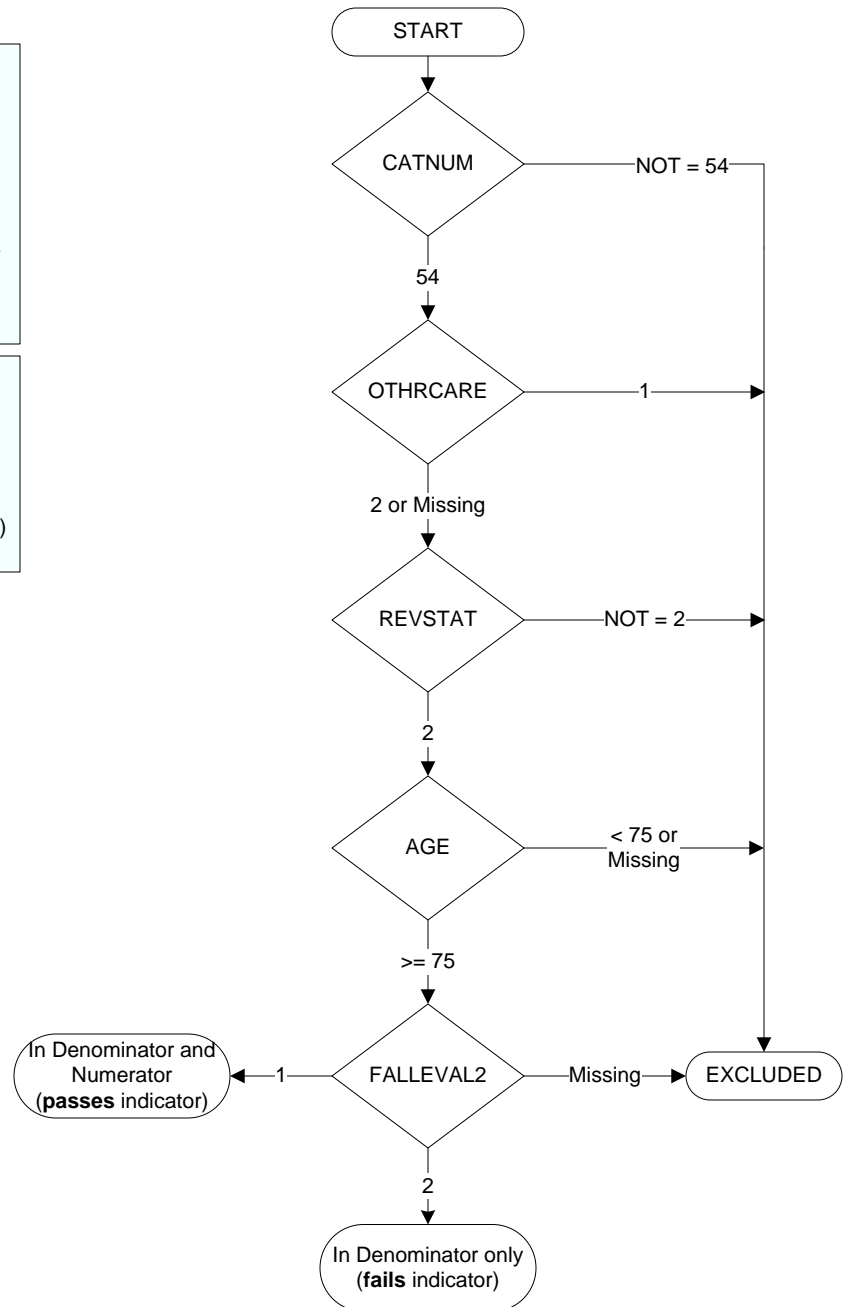 START
CATNUM
NOT = 54
54
OTHRCARE
1
2 or Missing
)
REVSTAT
NOT = 2
2
AGE
< 75 or
Missing
>= 75
In Denominator and
Numerator
(passes indicator)
1
FALLEVAL2
Missing
EXCLUDED
2
In Denominator only
(fails indicator)